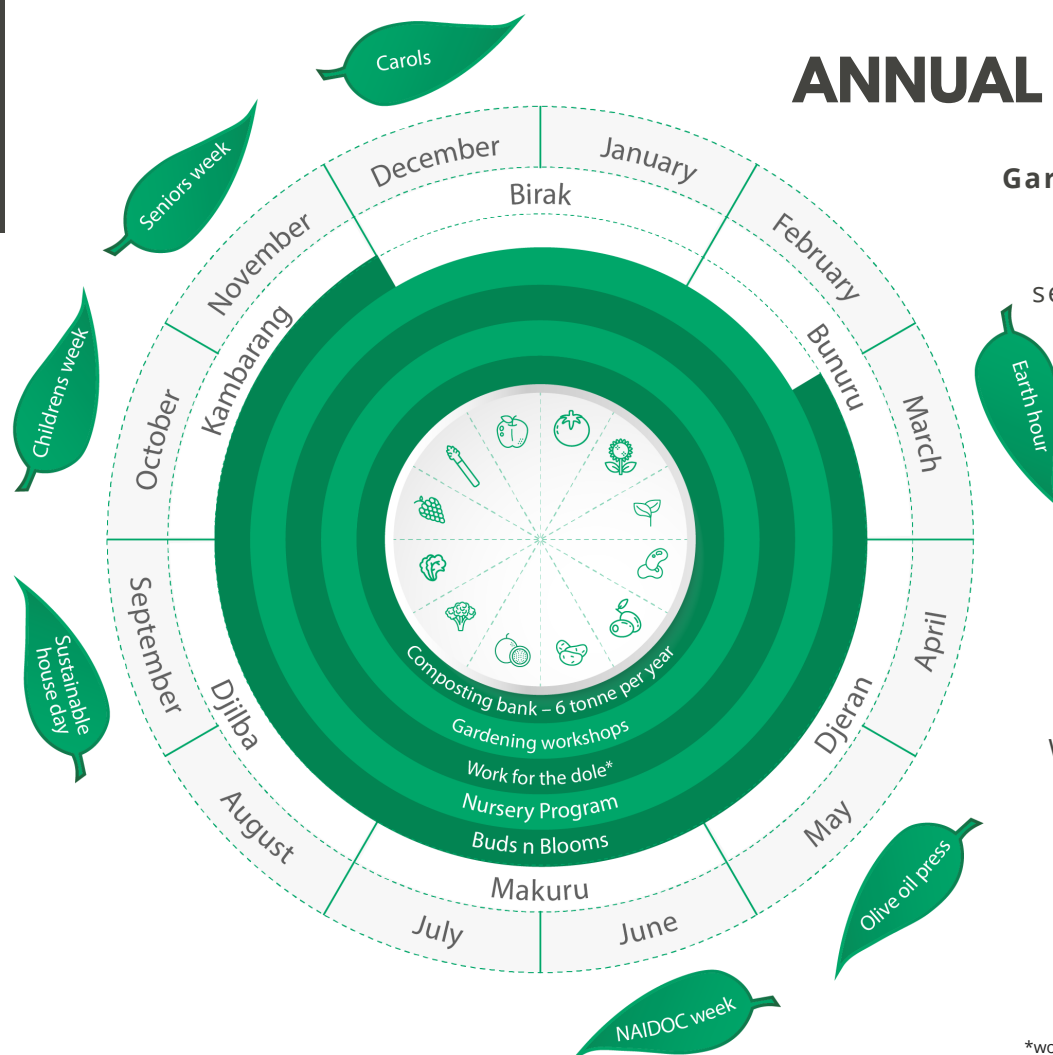 ANNUAL
Gar
se
Carols
Seniors week
Childrens week
Sustainable
house day
Earth hour
Olive oil press
NAIDOC week
January
February
March
April
May
June
July
August
September
October
November
December
Birak
Bunuru
Djeran
Makuru
Djilba
Kambarang
Composting bank – 6 tonne per year
Gardening workshops
Work for the dole*
Nursery Program
Buds n Blooms
*wo